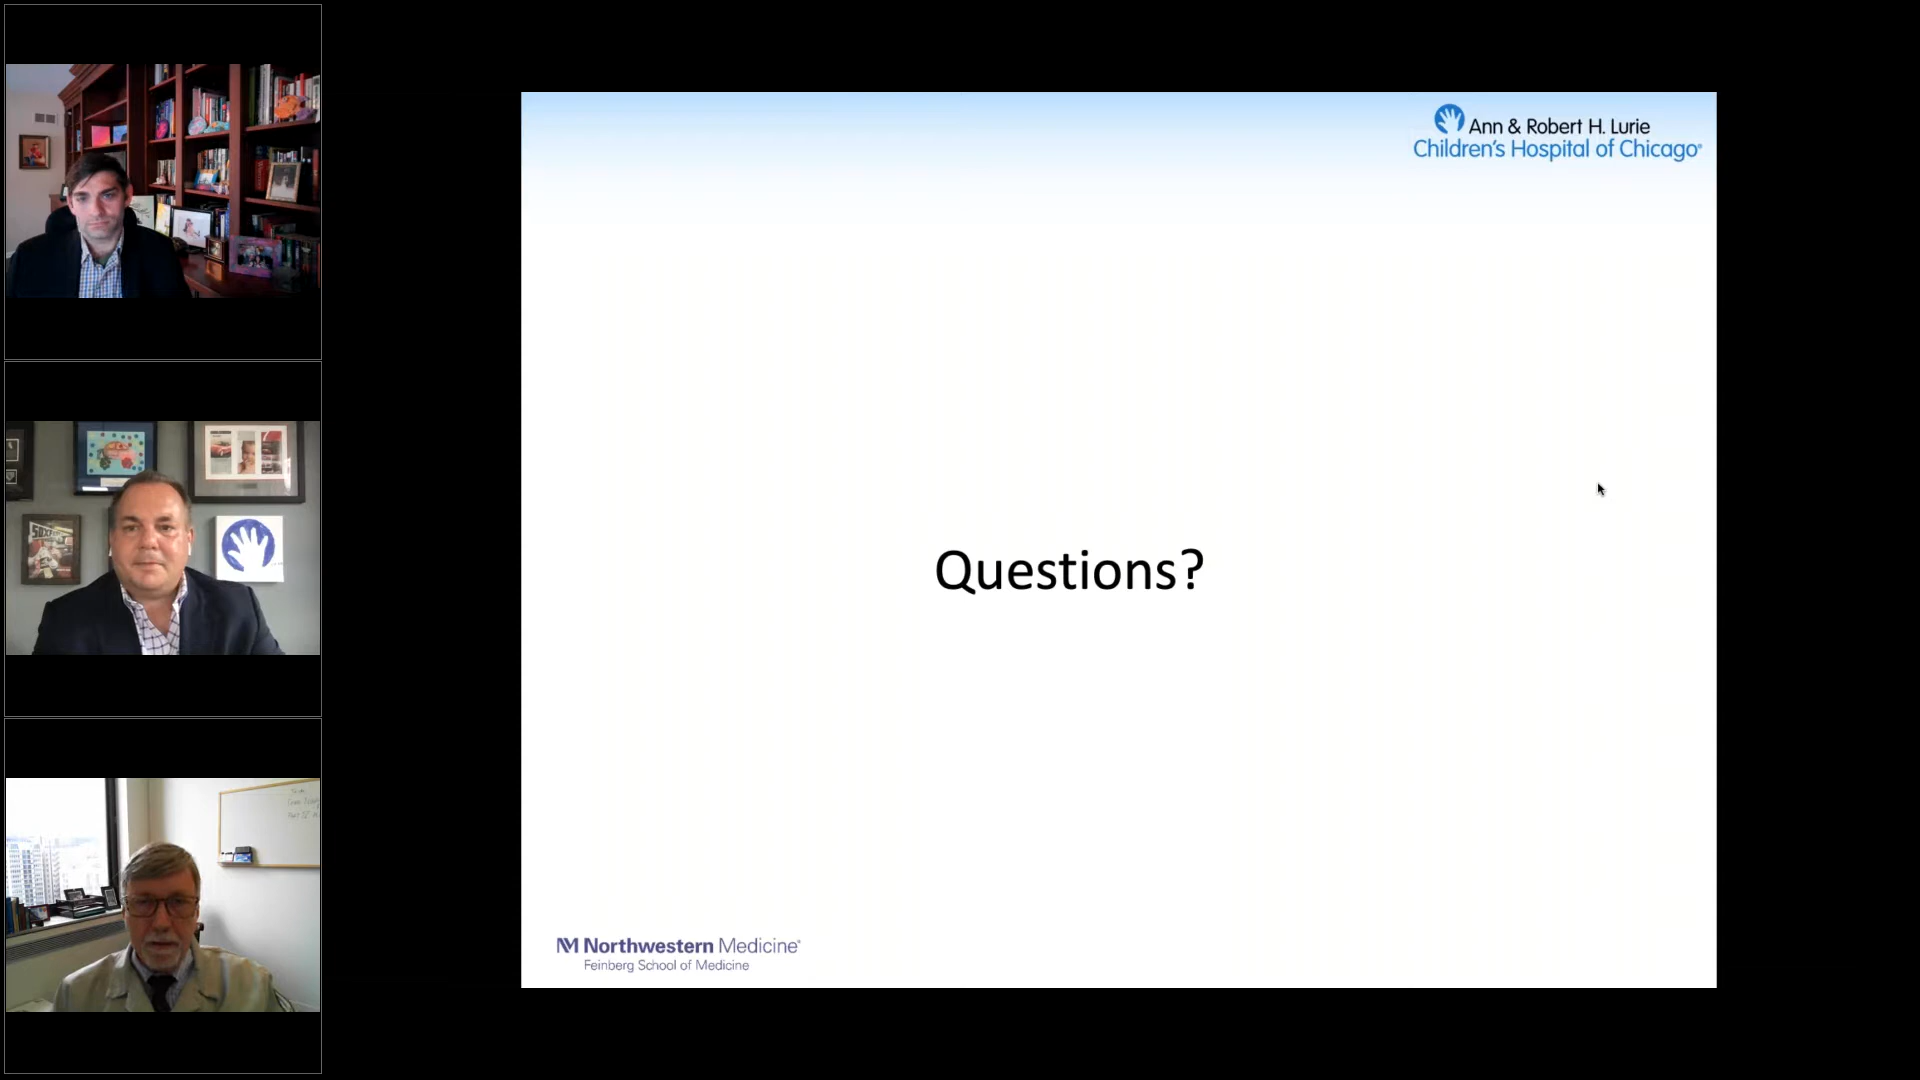 Ann & Robert H. Lurie
Children's Hospital of Chicago®
Questions?
Northwestern Medicine®
Feinberg School of Medicine